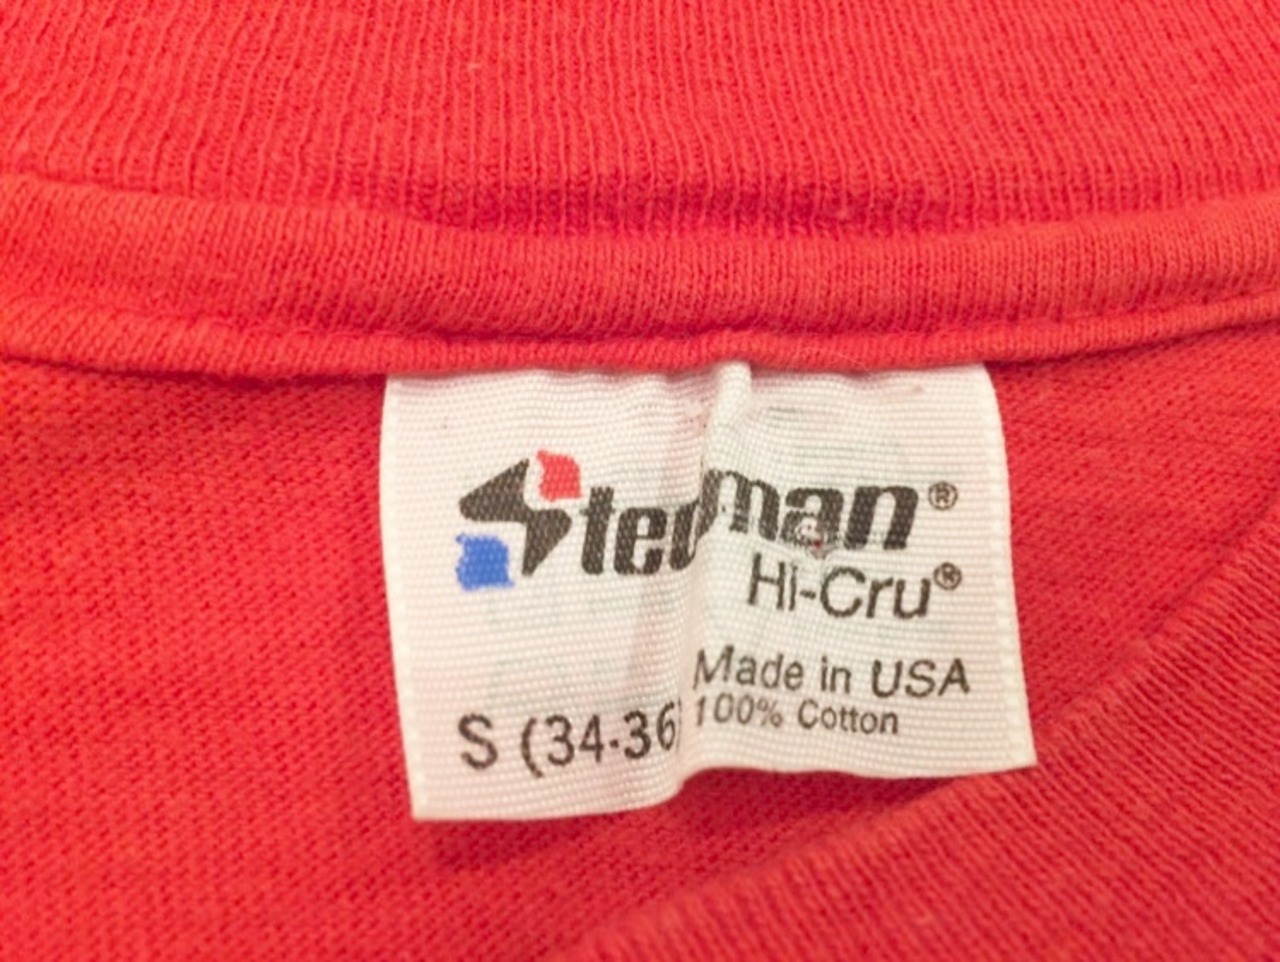 Stedman®
Hi-Cru®
Made in USA
100% Cotton
S (34-36)